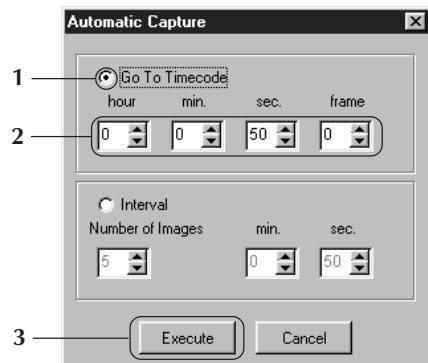 Automatic Capture
1
Go To Timecode
hour min. sec. frame
2
0 0 50 0
Interval
Number of Images min. sec.
5 0 50
3
Execute Cancel